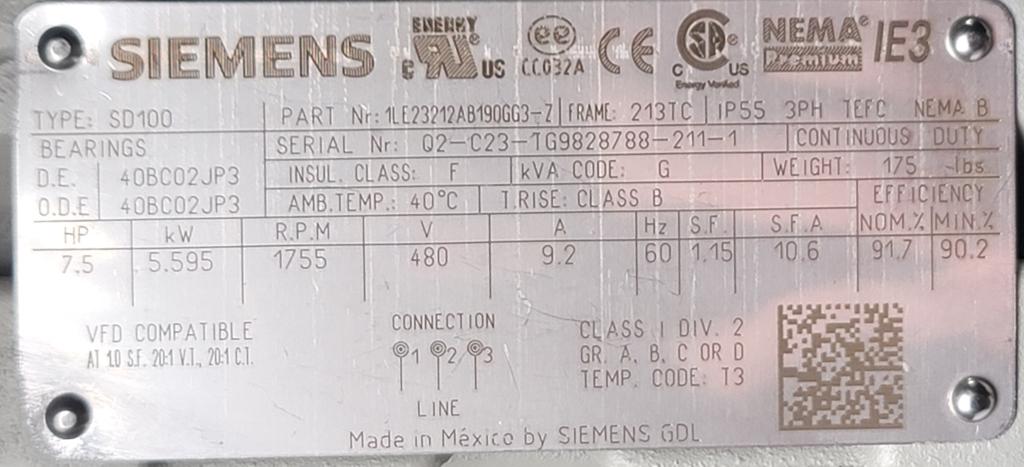 SIEMENS
ENERGY
c UR® US
ee
CC032A
CE
C SA® US
Energy Verified
NEMA®
Premium
IE3
TYPE: SD100 PART Nr: 1LE23212AB190GG3-Z FRAME: 213TC IP55 3PH TEFC NEMA B
BEARINGS SERIAL Nr: Q2-C23-TG9828788-211-1 CONTINUOUS DUTY
D.E. 40BC02JP3 INSUL. CLASS: F kVA CODE: G WEIGHT: 175 lbs
O.D.E 40BC02JP3 AMB.TEMP.: 40°C T.RISE: CLASS B EFFICIENCY
HP kW R.P.M V A Hz S.F. S.F.A NOM.% MIN.%
7.5 5.595 1755 480 9.2 60 1.15 10.6 91.7 90.2
VFD COMPATIBLE
AT 1.0 S.F. 20:1 V.T., 20:1 C.T.
CONNECTION
1 2 3
LINE
CLASS I DIV. 2
GR. A, B, C OR D
TEMP. CODE: T3
Made in México by SIEMENS GDL